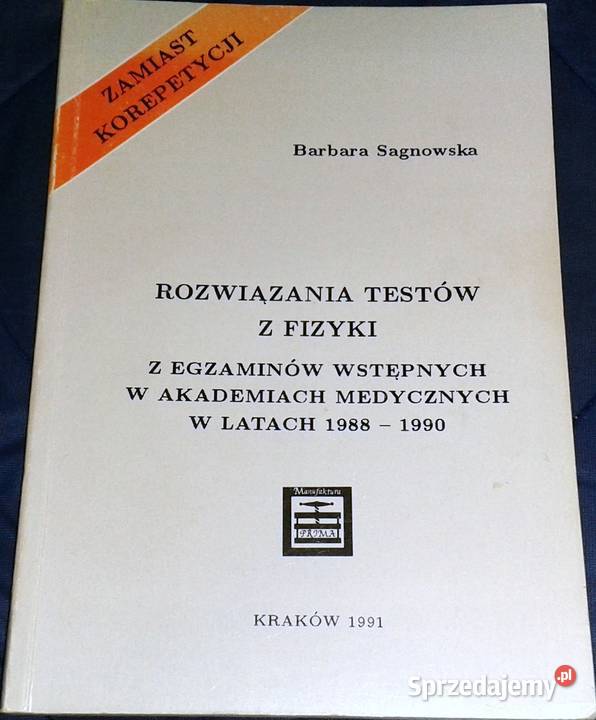 ZAMIAST
KOREPETYCJI
Barbara Sagnowska
ROZWIĄZANIA TESTÓW
Z FIZYKI
Z EGZAMINÓW WSTĘPNYCH
W AKADEMIACH MEDYCZNYCH
W LATACH 1988 – 1990
Manufaktura
PRIMA
KRAKÓW 1991
Sprzedajemy.pl